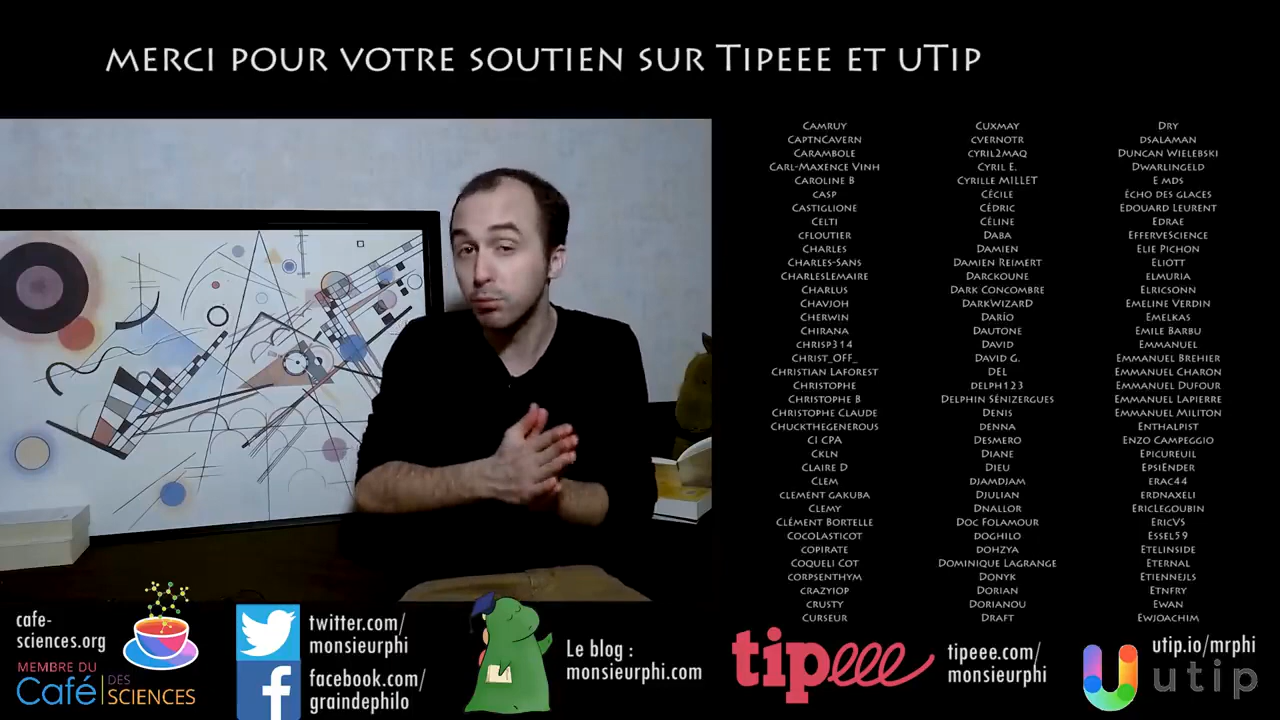 MERCI POUR VOTRE SOUTIEN SUR TIPEEE ET UTIP
CAMRUY
CAPTNCAVERN
CARAMBOLE
CARL-MAXENCE VINH
CAROLINE B
CASP
CASTIGLIONE
CELTI
CFLOUTIER
CHARLES
CHARLES-SANS
CHARLESLEMAIRE
CHARLUS
CHAVJOH
CHERWIN
CHIRANA
CHRISP314
CHRIST_OFF_
CHRISTIAN LAFOREST
CHRISTOPHE
CHRISTOPHE B
CHRISTOPHE CLAUDE
CHUCKTHEGENEROUS
CI CPA
CKLN
CLAIRE D
CLEM
CLEMENT GAKUBA
CLEMY
CLÉMENT BORTELLE
COCOLASTICOT
COPIRATE
COQUELI COT
CORPSENTHYM
CRAZYIOP
CRUSTY
CURSEUR
CUXMAY
CVERNOTR
CYRIL2MAQ
CYRIL E.
CYRILLE MILLET
CÉCILE
CÉDRIC
CÉLINE
DABA
DAMIEN
DAMIEN REIMERT
DARCKOUNE
DARK CONCOMBRE
DARKWIZARD
DARÍO
DAUTONE
DAVID
DAVID G.
DEL
DELPH123
DELPHIN SÉNIZERGUES
DENIS
DENNA
DESMERO
DIANE
DIEU
DJAMDJAM
DJULIAN
DNALLOR
DOC FOLAMOUR
DOGHILO
DOHZYA
DOMINIQUE LAGRANGE
DONYK
DORIAN
DORIANOU
DRAFT
DRY
DSALAMAN
DUNCAN WIELEBSKI
DWARLINGELD
E MDS
ÉCHO DES GLACES
EDOUARD LEURENT
EDRAE
EFFERVESCIENCE
ELIE PICHON
ELIOTT
ELMURIA
ELRICSONN
EMELINE VERDIN
EMELKAS
EMILE BARBU
EMMANUEL
EMMANUEL BREHIER
EMMANUEL CHARON
EMMANUEL DUFOUR
EMMANUEL LAPIERRE
EMMANUEL MILITON
ENTHALPIST
ENZO CAMPEGGIO
EPICUREUIL
EPSIENDER
ERAC44
ERDNAXELI
ERICLEGOUBIN
ERICVS
ESSEL59
ETELINSIDE
ETERNAL
ETIENNEJLS
ETNFRY
EWAN
EWJOACHIM
cafe-
sciences.org
MEMBRE DU
Café DES SCIENCES
twitter.com/
monsieurphi
facebook.com/
graindephilo
Le blog :
monsieurphi.com
tipeee
tipeee.com/
monsieurphi
utip.io/mrphi
utip